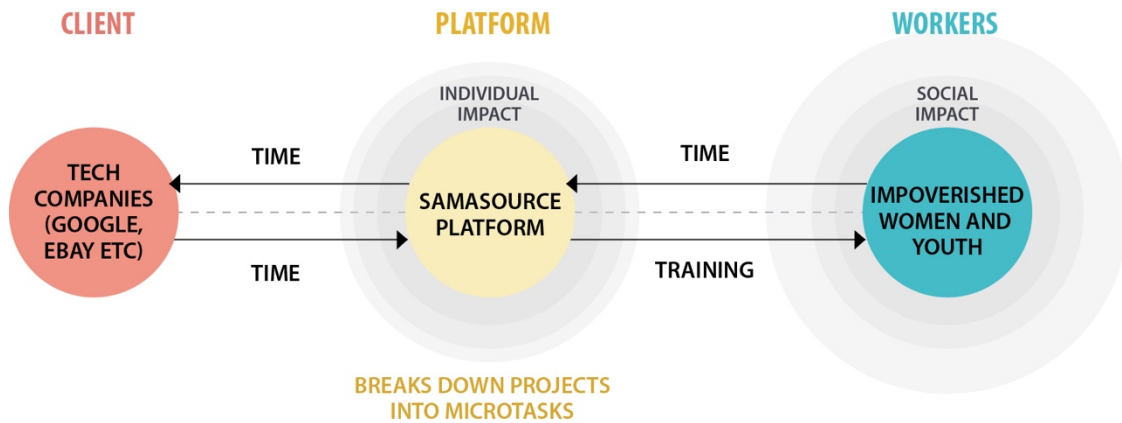 CLIENT
PLATFORM
WORKERS
INDIVIDUAL
IMPACT
SOCIAL
IMPACT
TIME
TIME
TECH
COMPANIES
(GOOGLE,
EBAY ETC)
SAMASOURCE
PLATFORM
IMPOVERISHED
WOMEN AND
YOUTH
TIME
TRAINING
BREAKS DOWN PROJECTS
INTO MICROTASKS